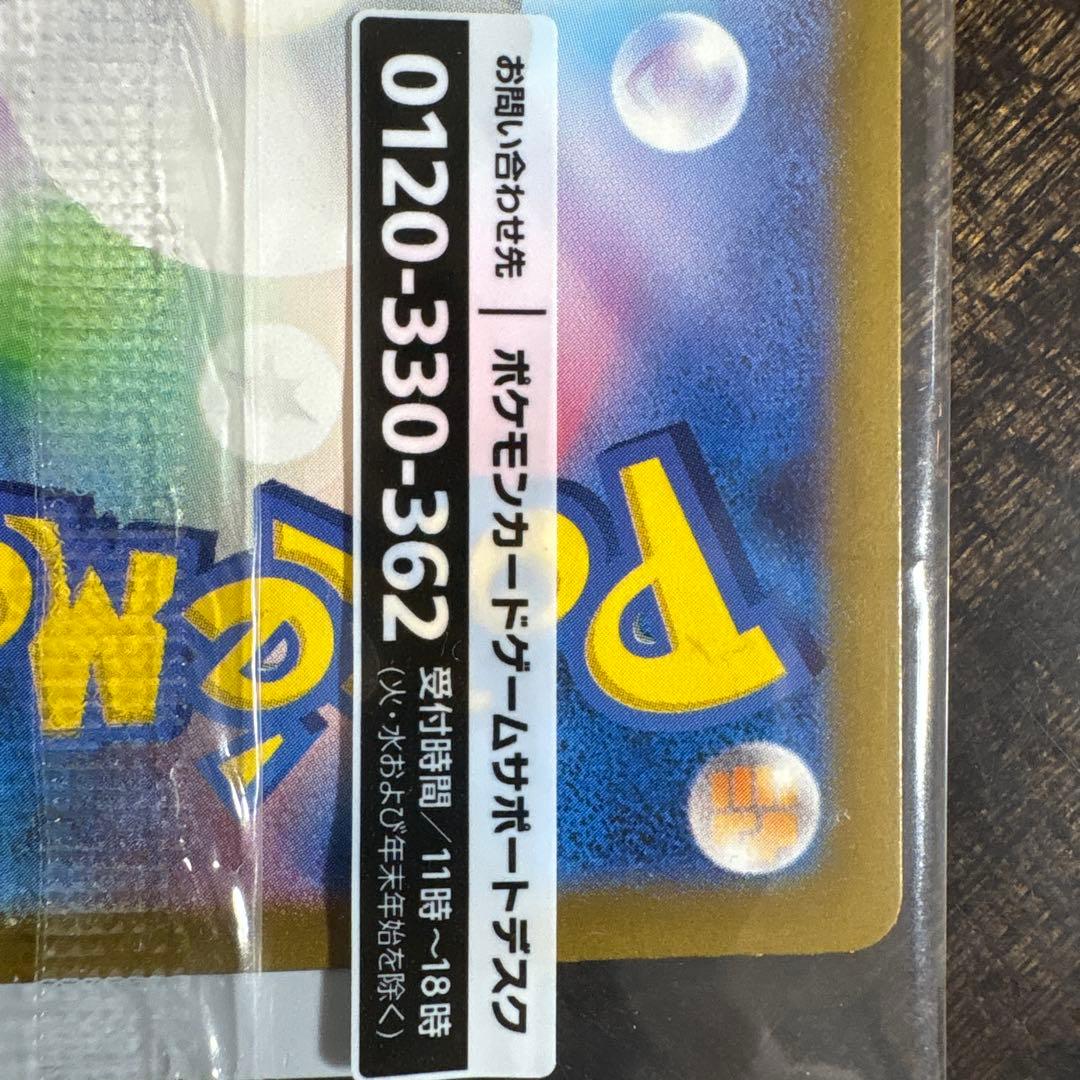 お問い合わせ先 | ポケモンカードゲームサポートデスク
0120-330-362 受付時間/11時〜18時
(火・水および年末年始を除く)